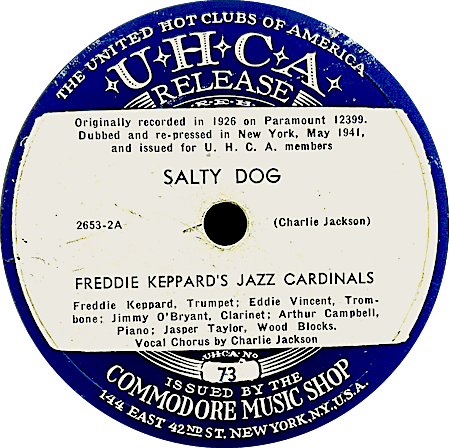 THE UNITED HOT CLUBS OF AMERICA
U·H·C·A·
RELEASE
R.E.B.
Originally recorded in 1926 on Paramount 12399.
Dubbed and re-pressed in New York, May 1941,
and issued for U. H. C. A. members
SALTY DOG
2653-2A
(Charlie Jackson)
FREDDIE KEPPARD'S JAZZ CARDINALS
Freddie Keppard, Trumpet; Eddie Vincent, Trom-
bone; Jimmy O'Bryant, Clarinet; Arthur Campbell,
Piano; Jasper Taylor, Wood Blocks.
Vocal Chorus by Charlie Jackson
UHCA No
73
ISSUED BY THE
COMMODORE MUSIC SHOP
144 EAST 42ND ST. NEW YORK, N.Y., U.S.A.